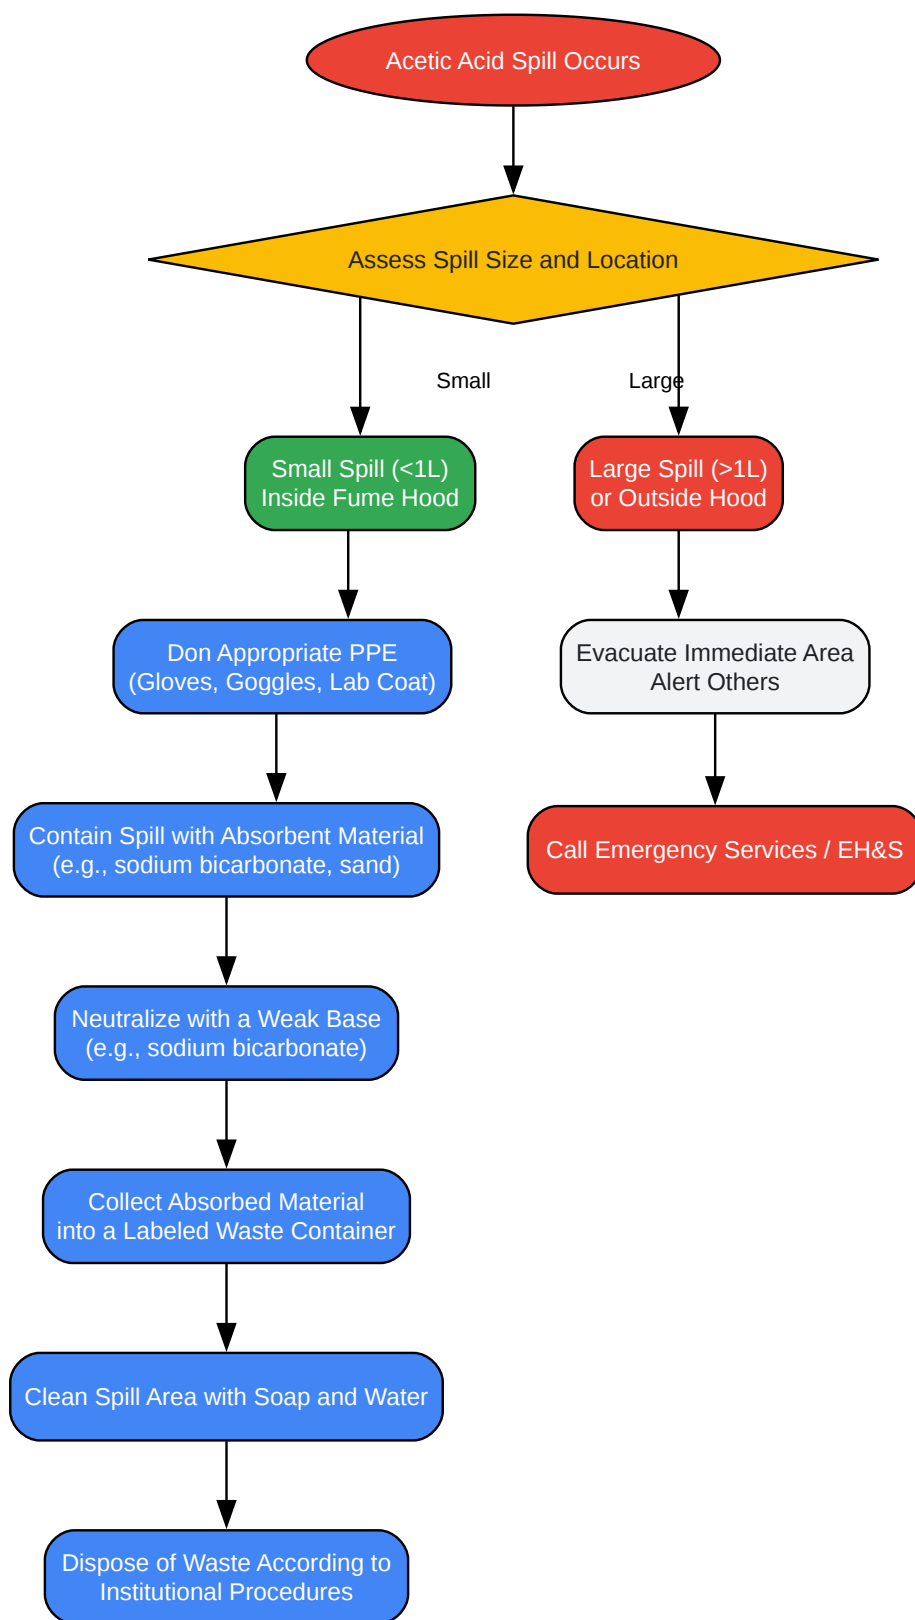 Acetic Acid Spill Occurs
Assess Spill Size and Location
Small
Large
Small Spill (<1L)
Inside Fume Hood
Large Spill (>1L)
or Outside Hood
Don Appropriate PPE
(Gloves, Goggles, Lab Coat)
Evacuate Immediate Area
Alert Others
Contain Spill with Absorbent Material
(e.g., sodium bicarbonate, sand)
Call Emergency Services / EH&S
Neutralize with a Weak Base
(e.g., sodium bicarbonate)
Collect Absorbed Material
into a Labeled Waste Container
Clean Spill Area with Soap and Water
Dispose of Waste According to
Institutional Procedures